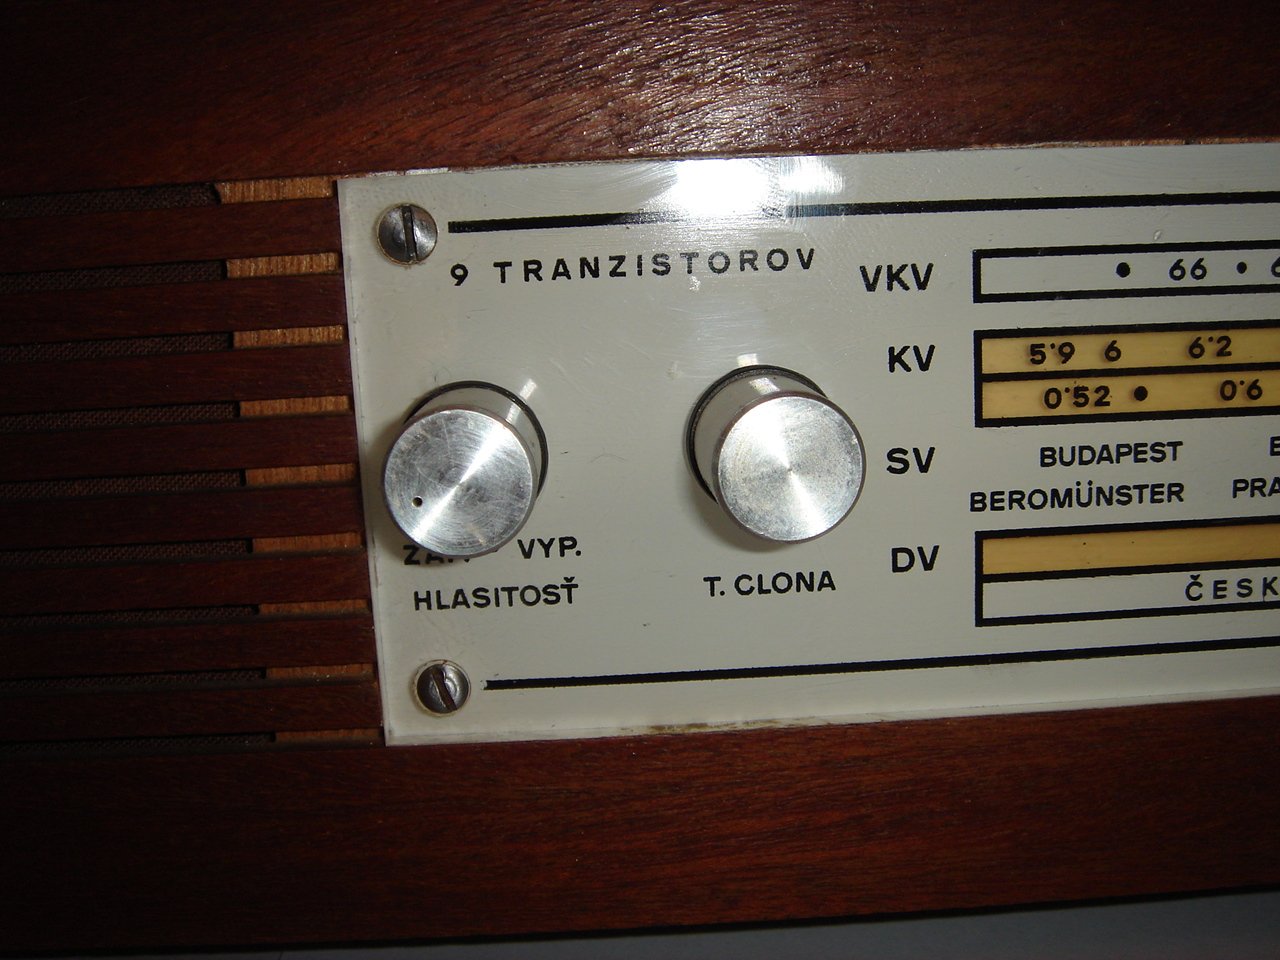 9 TRANZISTOROV
VKV • 66 •
KV 5'9 6 6'2
0'52 • 0'6
SV BUDAPEST
BEROMÜNSTER
DV
ČESK
VYP.
HLASITOSŤ
T. CLONA